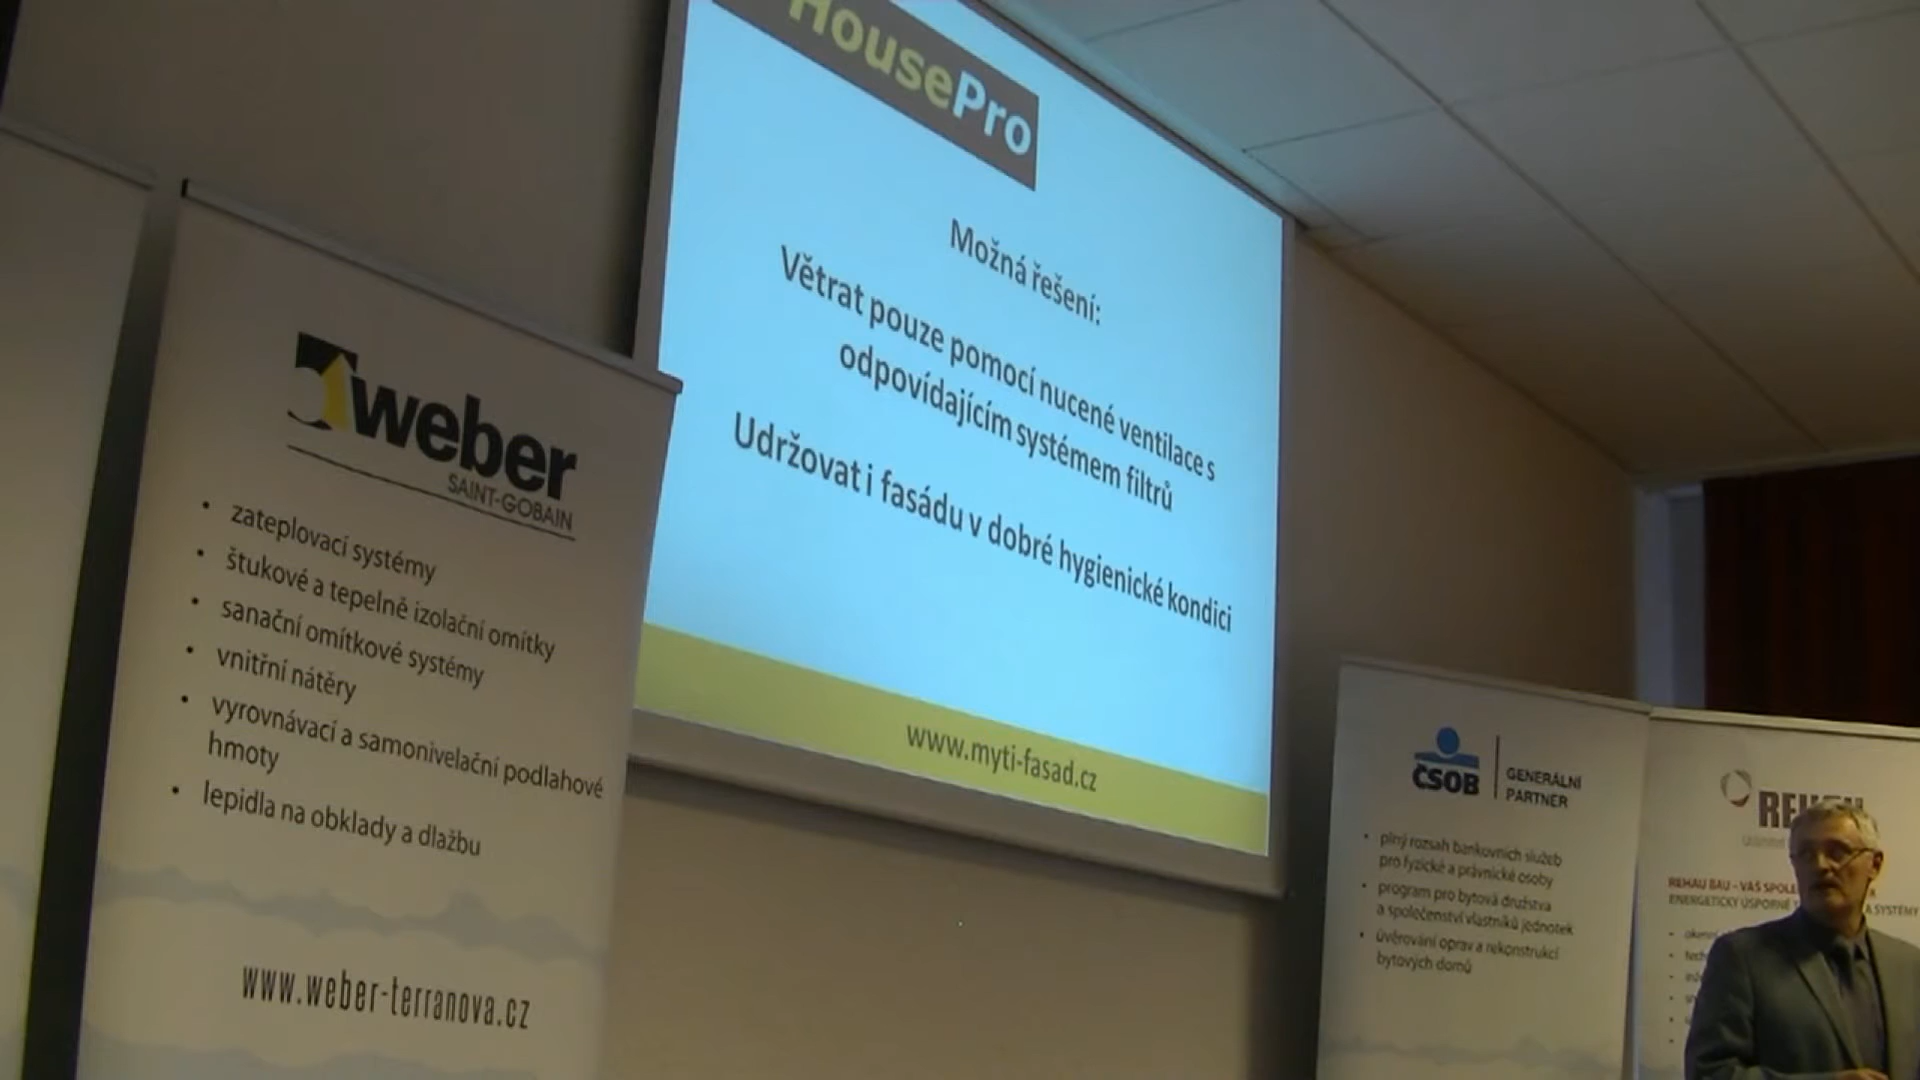 HousePro
Možná řešení:
Větrat pouze pomocí nucené ventilace s
odpovídajícím systémem filtrů
Udržovat i fasádu v dobré hygienické kondici
www.myti-fasad.cz
weber
SAINT-GOBAIN
• zateplovací systémy
• štukové a tepelně izolační omítky
• sanační omítkové systémy
• vnitřní nátěry
• vyrovnávací a samonivelační podlahové
hmoty
• lepidla na obklady a dlažbu
www.weber-terranova.cz
ČSOB
GENERÁLNÍ
PARTNER
• plný rozsah bankovních služeb
pro fyzické a právnické osoby
• program pro bytová družstva
a společenství vlastníků jednotek
• úvěrování oprav a rekonstrukcí
bytových domů
REHAU BAU – VÁŠ
ENERGETICKY ÚSPORNÉ
A SYSTÉMY